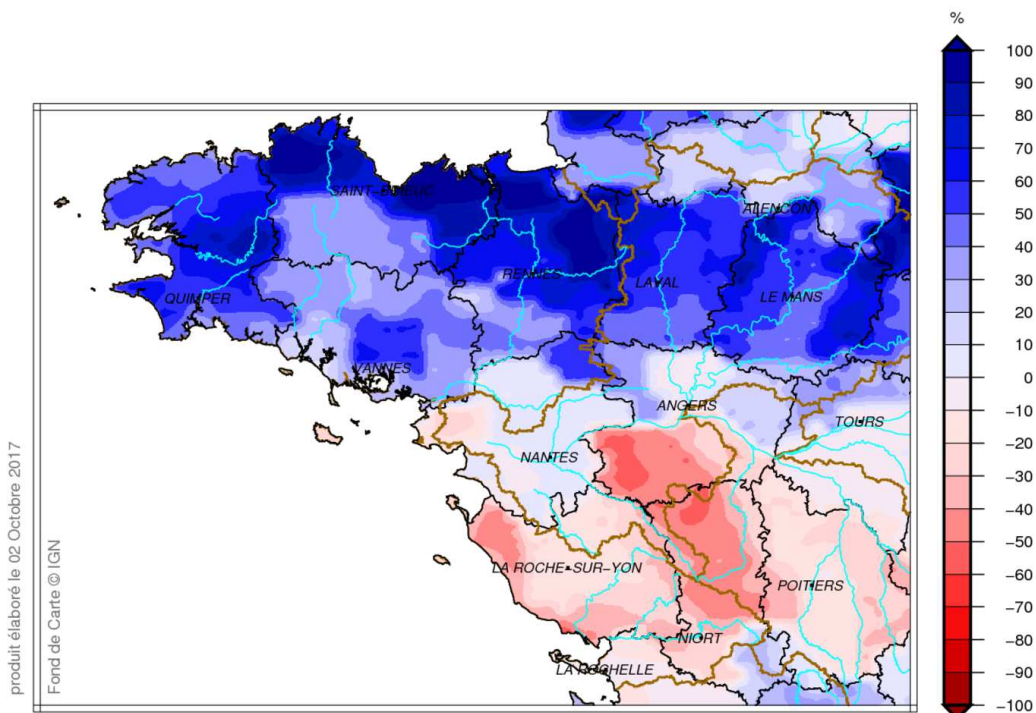 %
100
90
80
70
60
50
40
30
20
10
0
−10
−20
−30
−40
−50
−60
−70
−80
−90
−100
SAINT−BRIEUC
ALENCON
RENNES
LAVAL
QUIMPER
LE MANS
VANNES
ANGERS
TOURS
NANTES
LA ROCHE−SUR−YON
POITIERS
NIORT
LA ROCHELLE
produit élaboré le 02 Octobre 2017
Fond de Carte © IGN